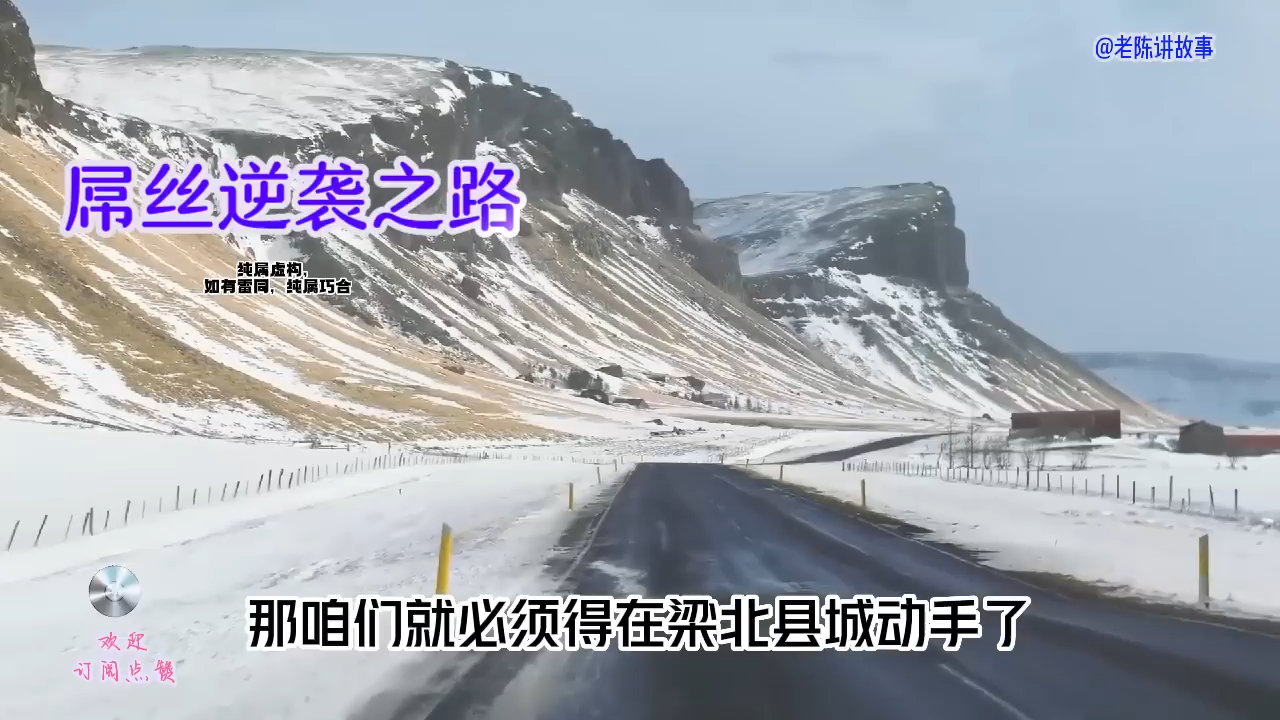 @老陈讲故事
屌丝逆袭之路
纯属虚构，
如有雷同，纯属巧合
欢迎
订阅点赞
那咱们就必须得在梁北县城动手了